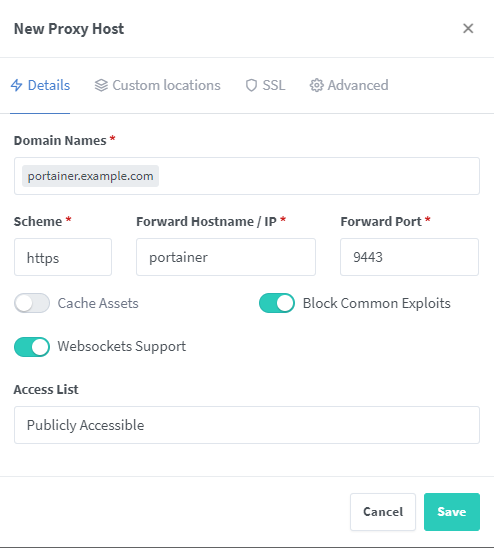 New Proxy Host ×
Details Custom locations SSL Advanced
Domain Names *
portainer.example.com
Scheme * Forward Hostname / IP * Forward Port *
https portainer 9443
Cache Assets Block Common Exploits
Websockets Support
Access List
Publicly Accessible
Cancel Save